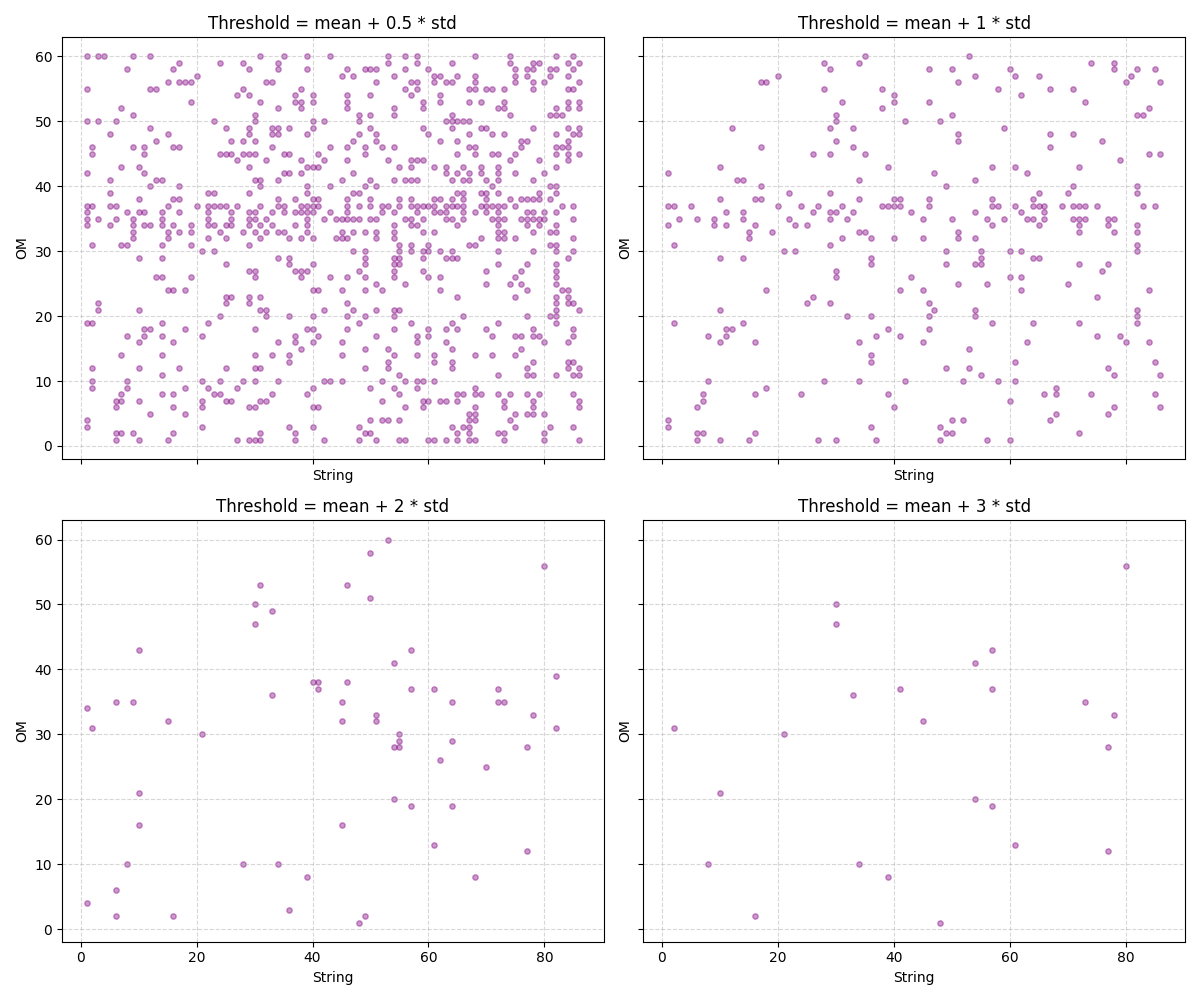 Threshold = mean + 0.5 * std
Threshold = mean + 1 * std
60
50
40
30
20
10
0
OM
OM
String
String
Threshold = mean + 2 * std
Threshold = mean + 3 * std
60
50
40
30
20
10
0
OM
OM
0 20 40 60 80
0 20 40 60 80
String
String